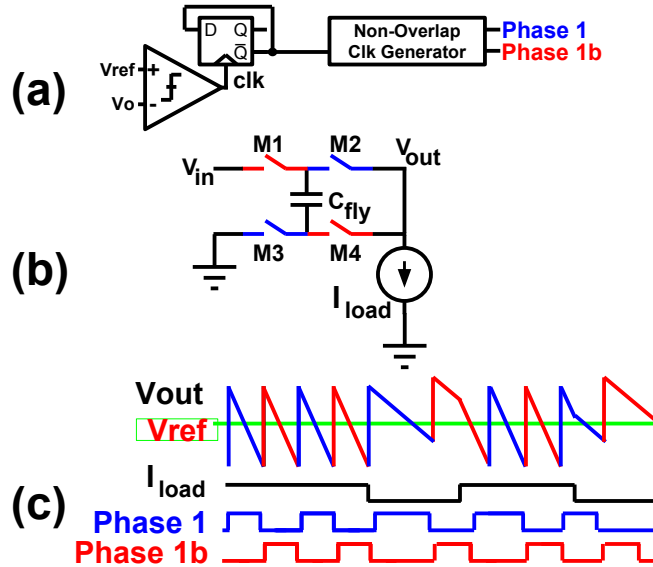 D Q
Q
Non-Overlap
Clk Generator
Phase 1
Phase 1b
Vref
+
Vo
-
clk
(a)
M1 M2
Vin
Vout
Cfly
M3 M4
(b)
Iload
Vout
Vref
Iload
(c)
Phase 1
Phase 1b